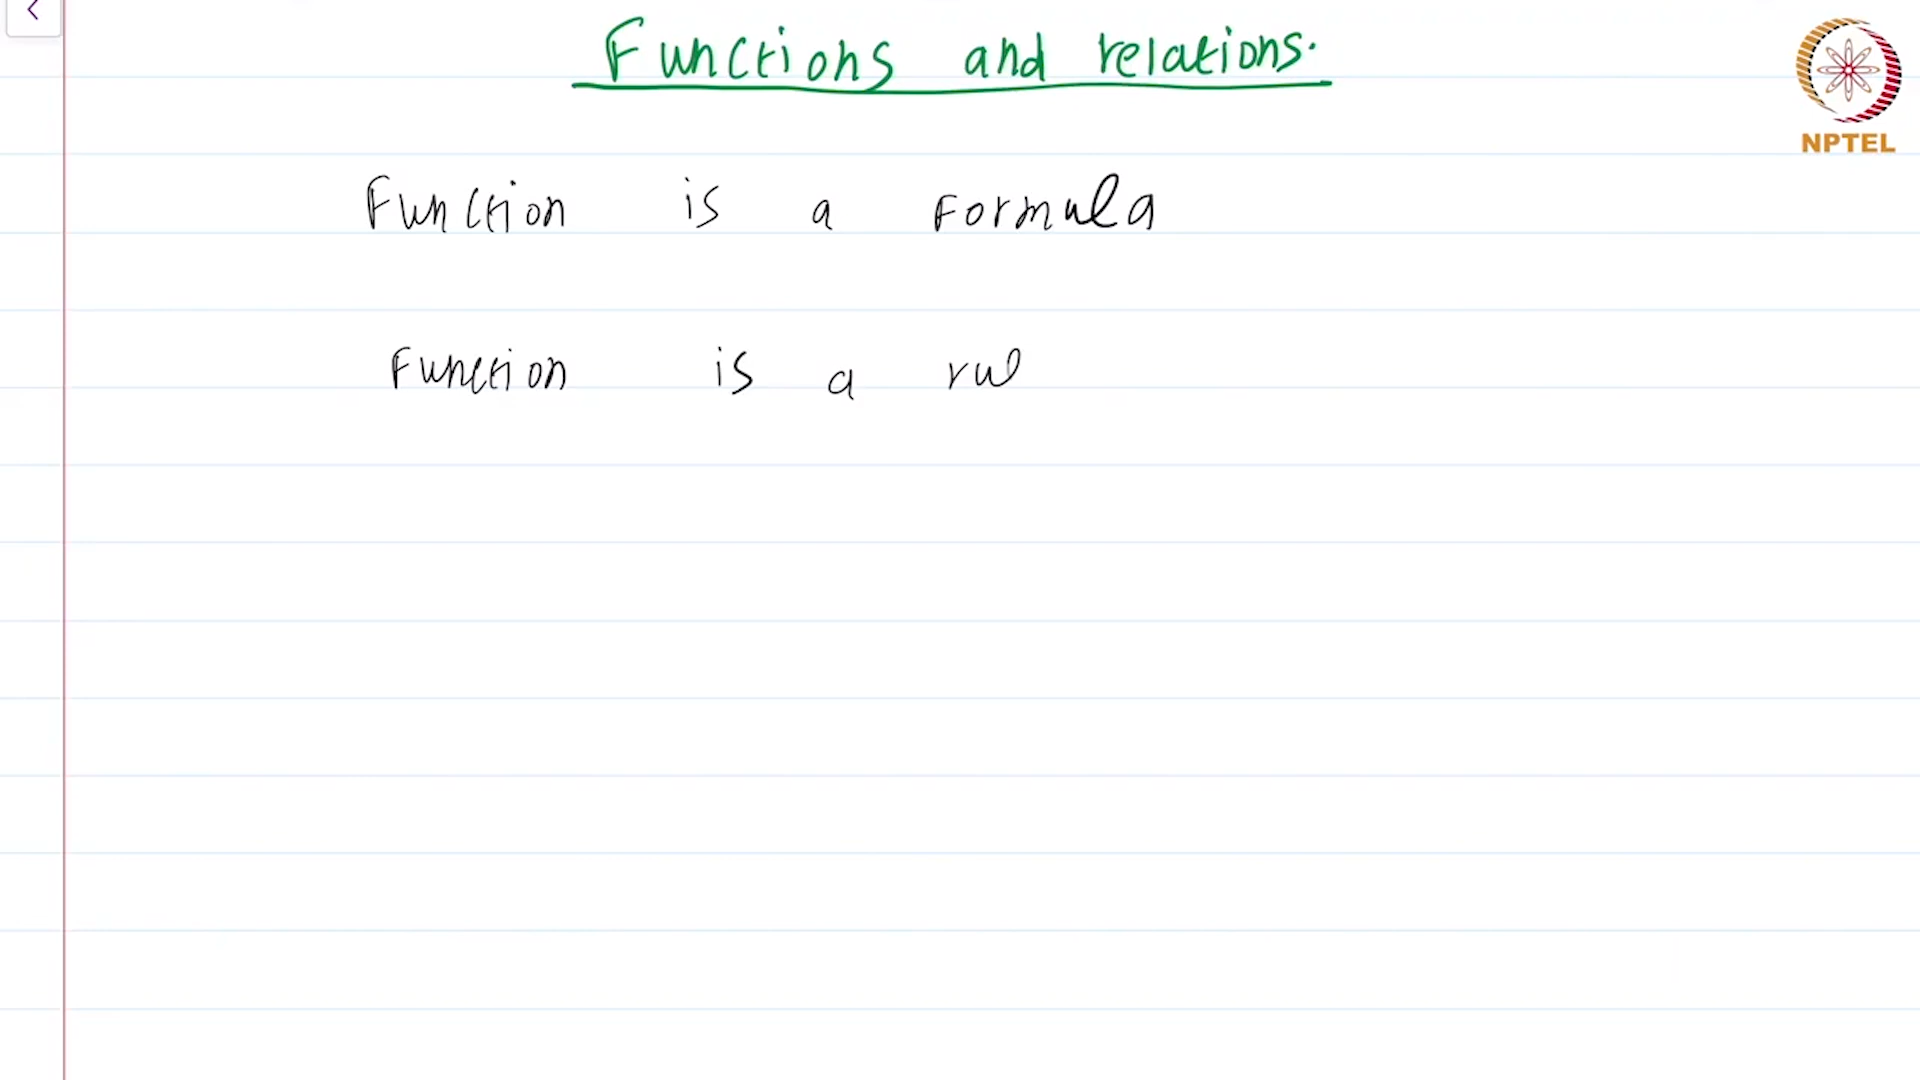 Functions and relations.
NPTEL
Function is a Formula
Function is a rul